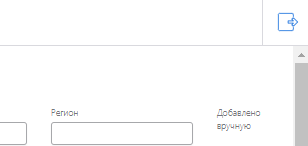 Регион
Добавлено
вручную